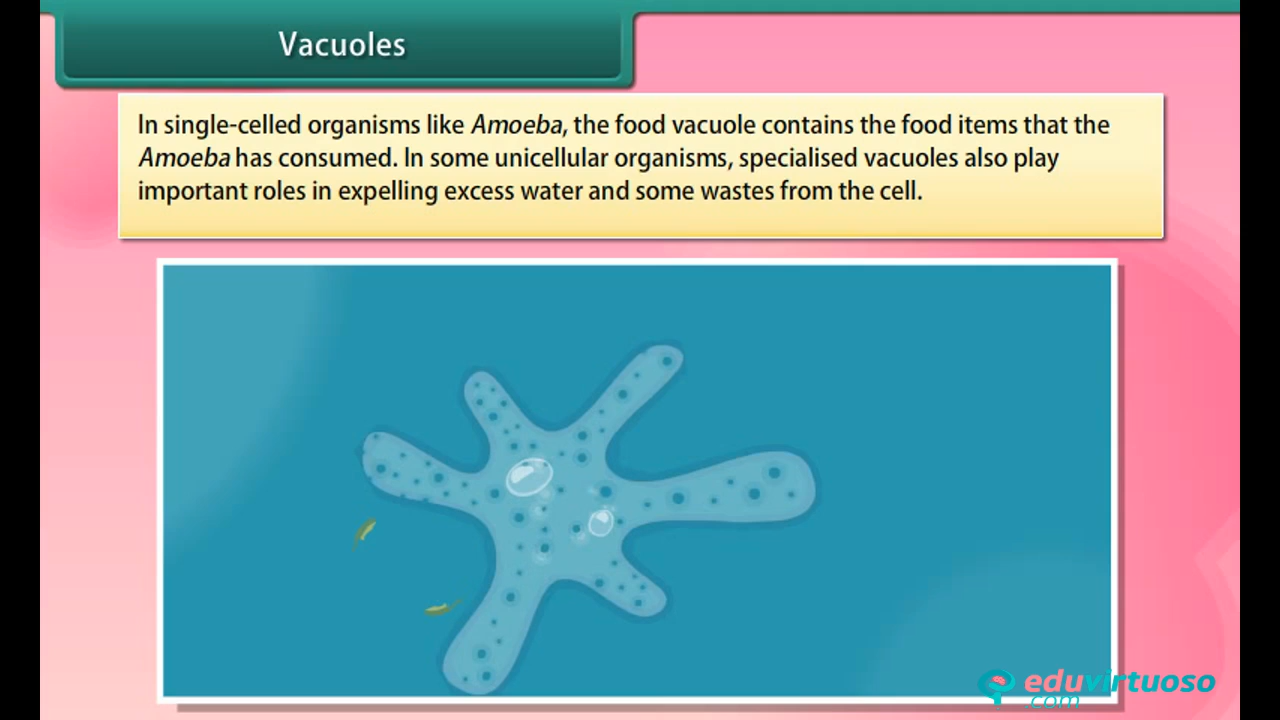 Vacuoles
In single-celled organisms like Amoeba, the food vacuole contains the food items that the
Amoeba has consumed. In some unicellular organisms, specialised vacuoles also play
important roles in expelling excess water and some wastes from the cell.
eduvirtuoso
.com